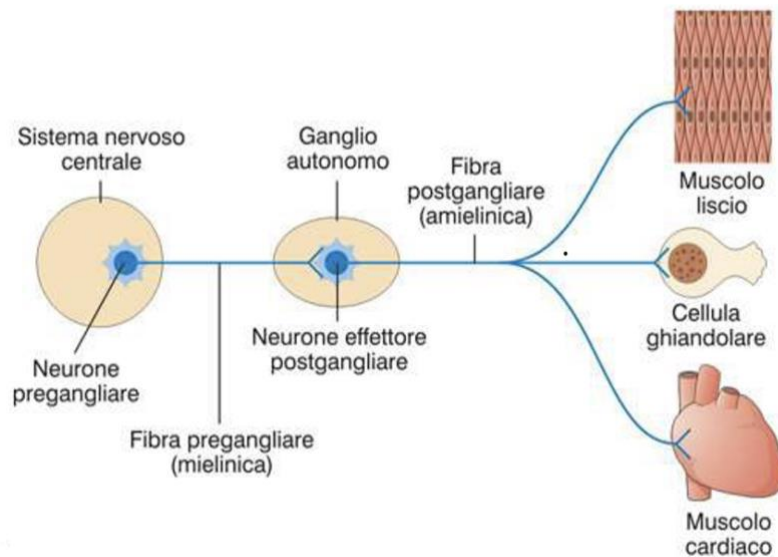 Sistema nervoso
centrale
Ganglio
autonomo
Fibra
postgangliare
(amielinica)
Muscolo
liscio
Neurone
pregangliare
Neurone effettore
postgangliare
Cellula
ghiandolare
Fibra pregangliare
(mielinica)
Muscolo
cardiaco